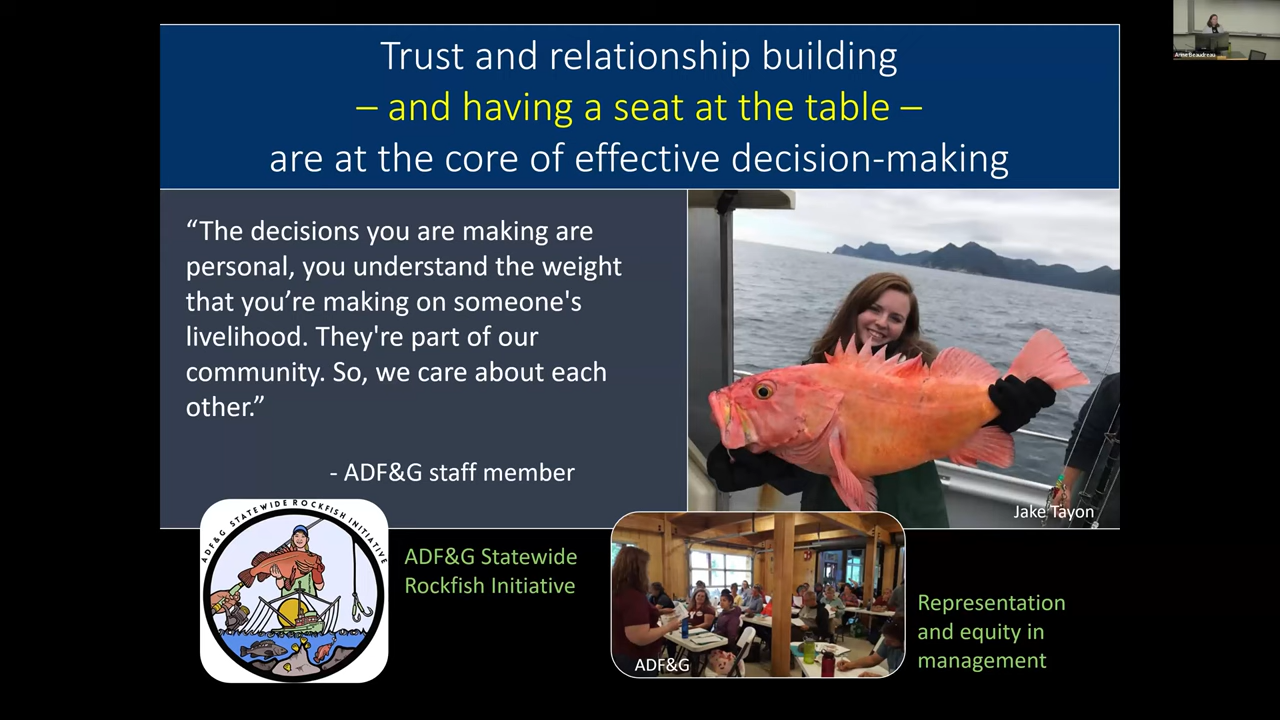 Trust and relationship building
– and having a seat at the table –
are at the core of effective decision-making
“The decisions you are making are
personal, you understand the weight
that you’re making on someone's
livelihood. They're part of our
community. So, we care about each
other.”
- ADF&G staff member
Jake Tayon
ADF&G STATEWIDE ROCKFISH INITIATIVE
ADF&G Statewide
Rockfish Initiative
ADF&G
Representation
and equity in
management
Anne Beaudreau